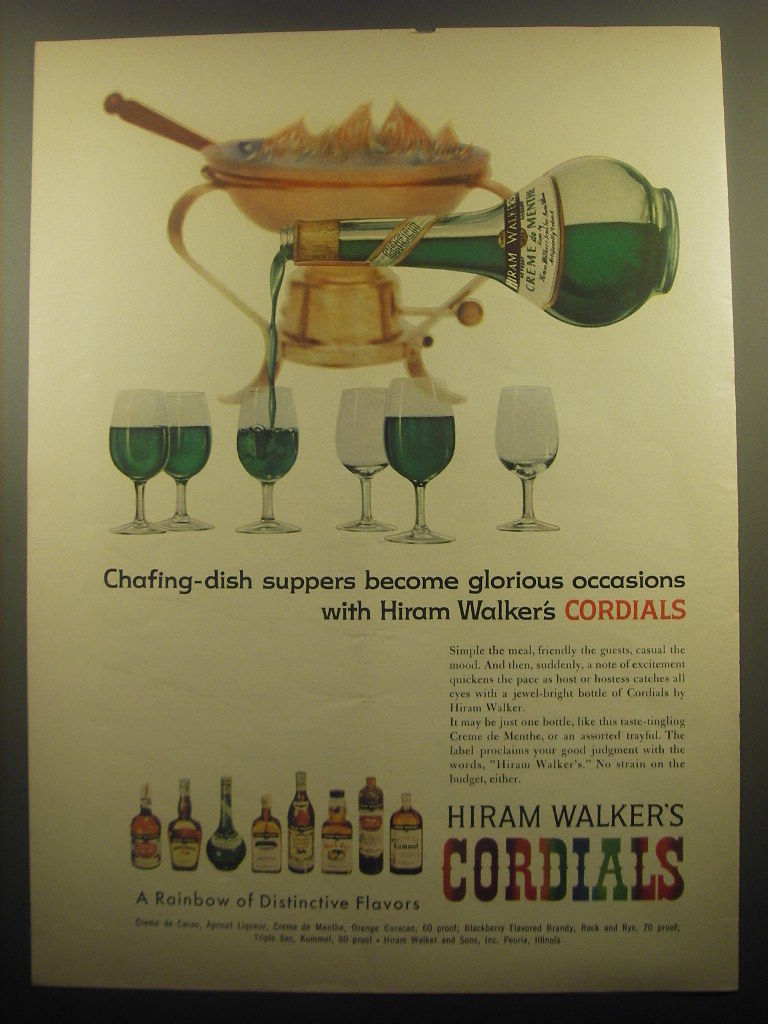 HIRAM WALKER'S
CREME de MENTHE
Chafing-dish suppers become glorious occasions
with Hiram Walker's CORDIALS
Simple the meal, friendly the guests, casual the
mood. And then, suddenly, a note of excitement
quickens the pace as host or hostess catches all
eyes with a jewel-bright bottle of Cordials by
Hiram Walker.
It may be just one bottle, like this taste-tingling
Creme de Menthe, or an assorted trayful. The
label proclaims your good judgment with the
words, "Hiram Walker's." No strain on the
budget, either.
HIRAM WALKER'S
CORDIALS
Kummel
A Rainbow of Distinctive Flavors
Creme de Cacao, Apricot Liqueur, Creme de Menthe, Orange Curacao, 60 proof; Blackberry Flavored Brandy, Rock and Rye, 70 proof;
Triple Sec, Kummel, 80 proof • Hiram Walker and Sons, Inc. Peoria, Illinois